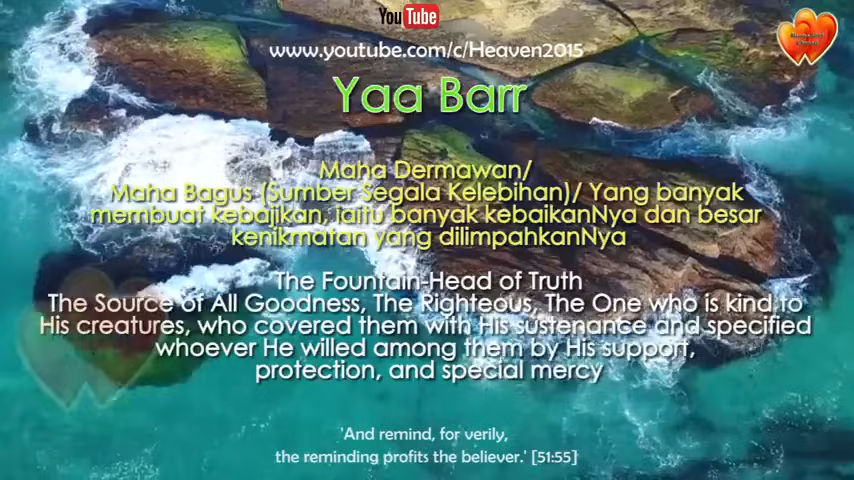 YouTube
www.youtube.com/c/Heaven2015
Yaa Barr
Maha Dermawan/
Maha Bagus (Sumber Segala Kelebihan)/ Yang banyak
membuat kebajikan, iaitu banyak kebaikanNya dan besar
kenikmatan yang dilimpahkanNya
The Fountain-Head of Truth
The Source of All Goodness, The Righteous, The One who is kind to
His creatures, who covered them with His sustenance and specified
whoever He willed among them by His support,
protection, and special mercy
'And remind, for verily,
the reminding profits the believer.' [51:55]